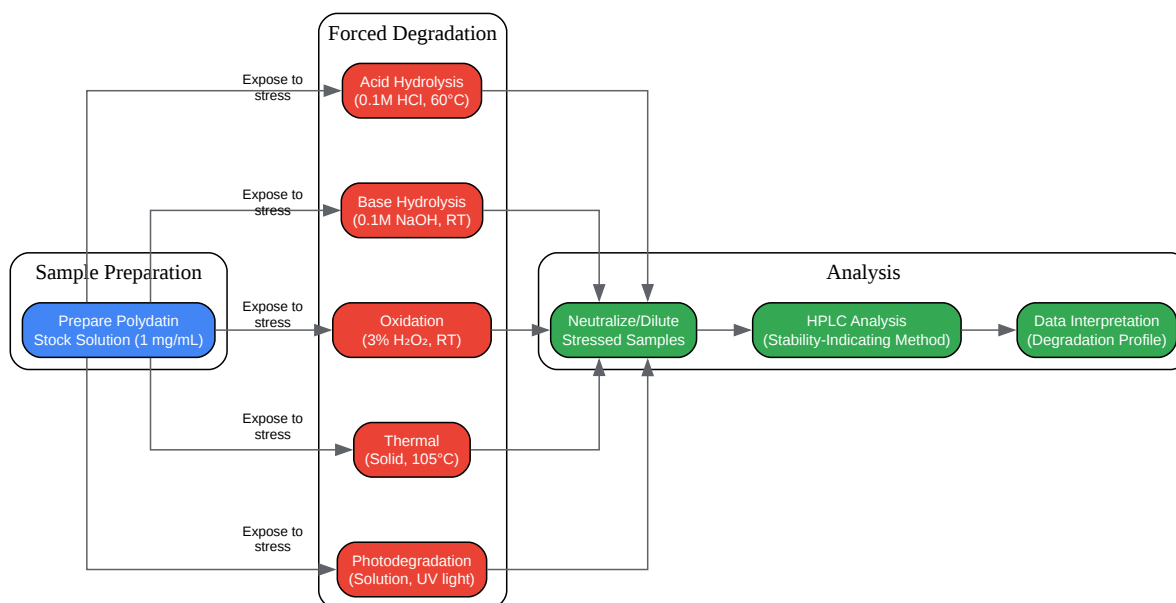 Forced Degradation
Expose to
stress
Acid Hydrolysis
(0.1M HCl, 60°C)
Expose to
stress
Base Hydrolysis
(0.1M NaOH, RT)
Sample Preparation
Prepare Polydatin
Stock Solution (1 mg/mL)
Expose to
stress
Oxidation
(3% H₂O₂, RT)
Expose to
stress
Thermal
(Solid, 105°C)
Expose to
stress
Photodegradation
(Solution, UV light)
Analysis
Neutralize/Dilute
Stressed Samples
HPLC Analysis
(Stability-Indicating Method)
Data Interpretation
(Degradation Profile)